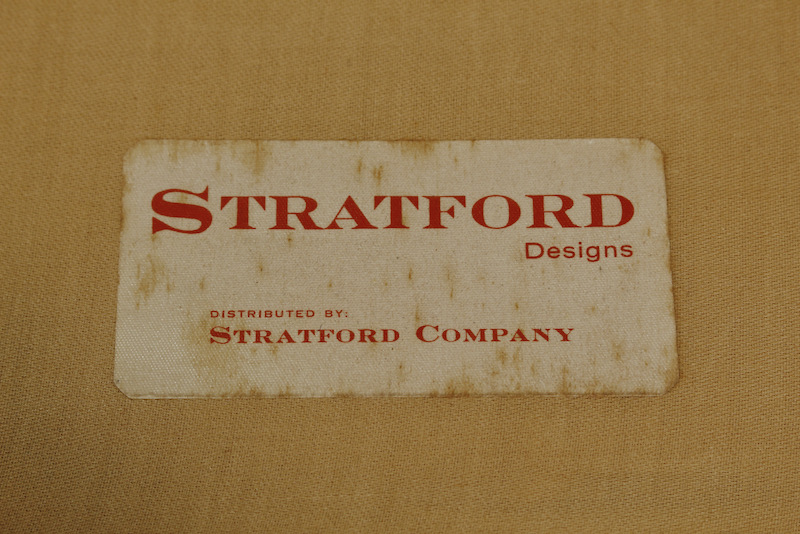 STRATFORD
Designs
DISTRIBUTED BY:
STRATFORD COMPANY